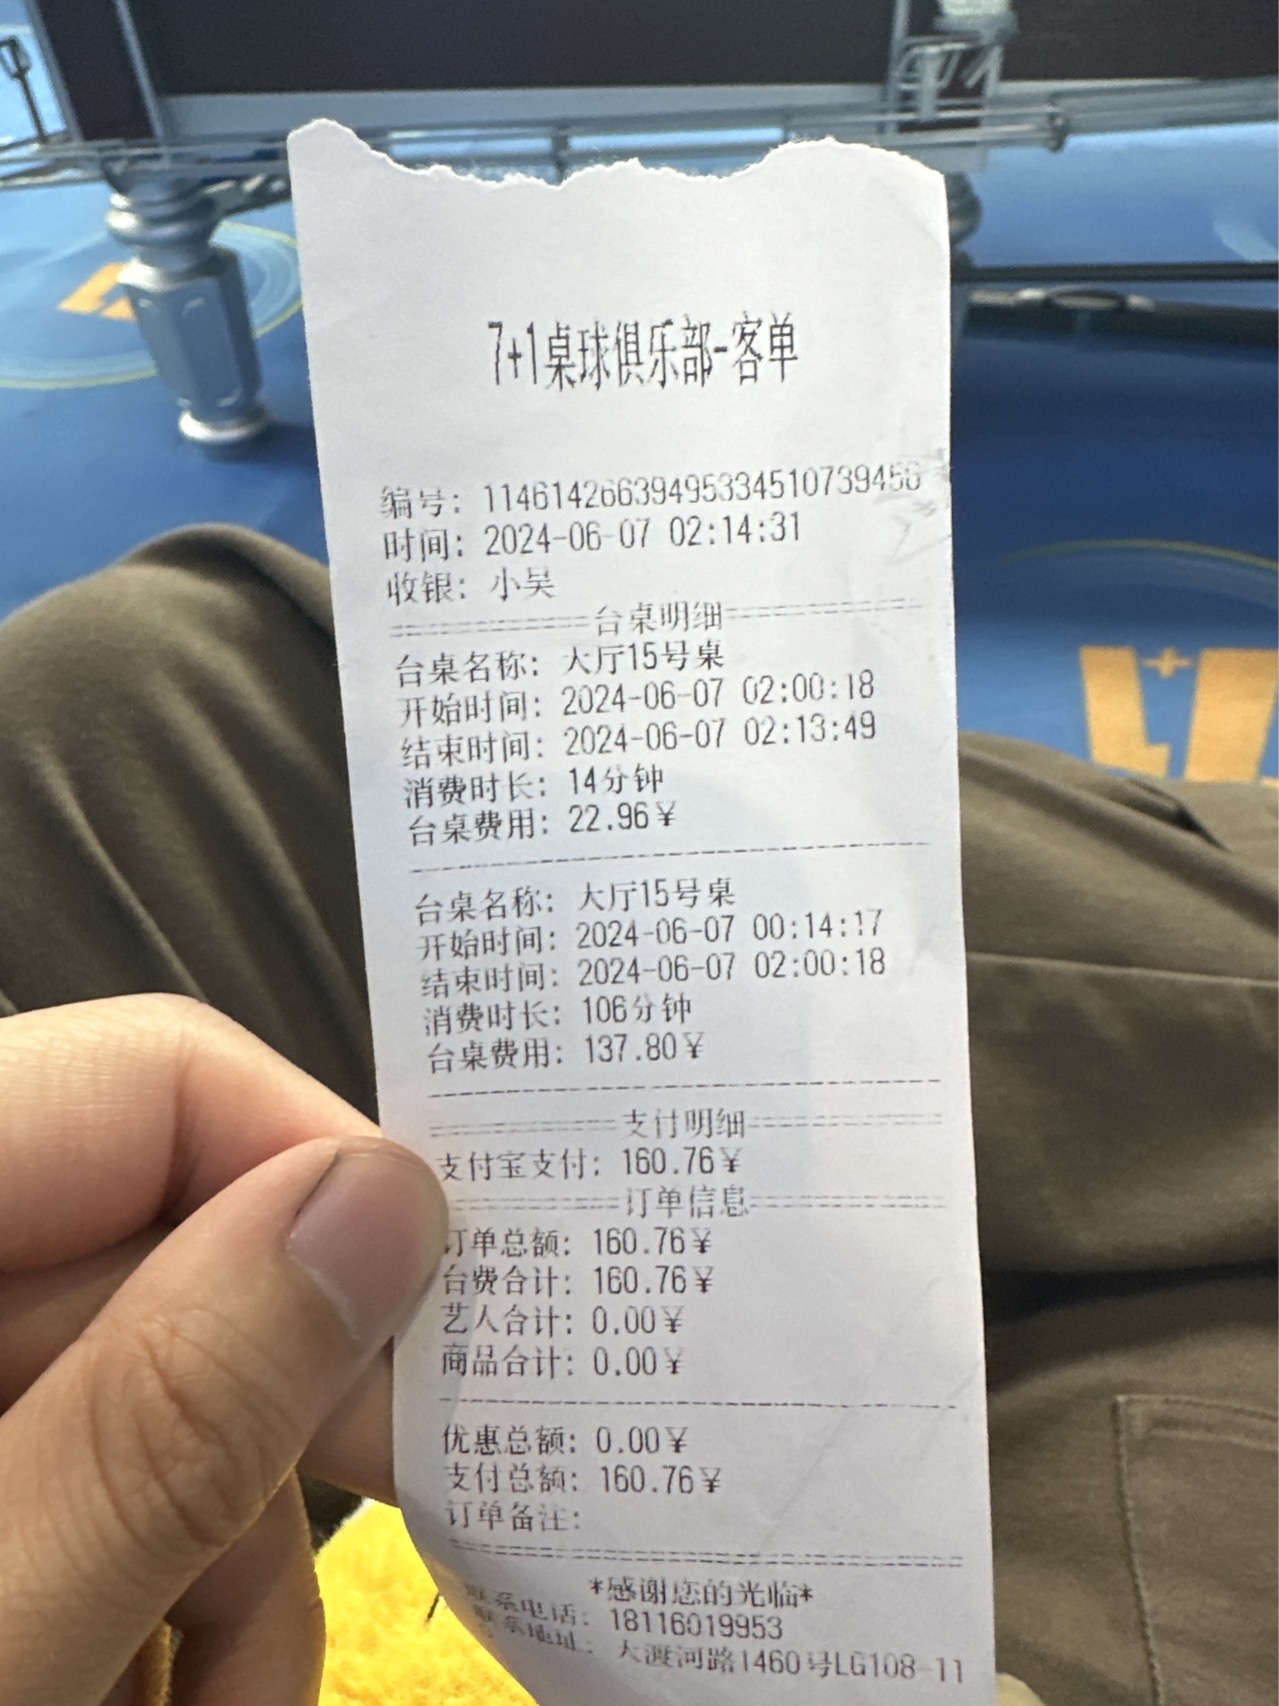 7+1桌球俱乐部-客单
编号: 1146142663949533451073945
时间: 2024-06-07 02:14:31
收银: 小吴
台桌明细
台桌名称: 大厅15号桌
开始时间: 2024-06-07 02:00:18
结束时间: 2024-06-07 02:13:49
消费时长: 14分钟
台桌费用: 22.96¥
台桌名称: 大厅15号桌
开始时间: 2024-06-07 00:14:17
结束时间: 2024-06-07 02:00:18
消费时长: 106分钟
台桌费用: 137.80¥
支付明细
支付宝支付: 160.76¥
订单信息
订单总额: 160.76¥
台费合计: 160.76¥
艺人合计: 0.00¥
商品合计: 0.00¥
优惠总额: 0.00¥
支付总额: 160.76¥
订单备注:
*感谢您的光临*
联系电话: 18116019953
联系地址: 大渡河路1460号LG108-11